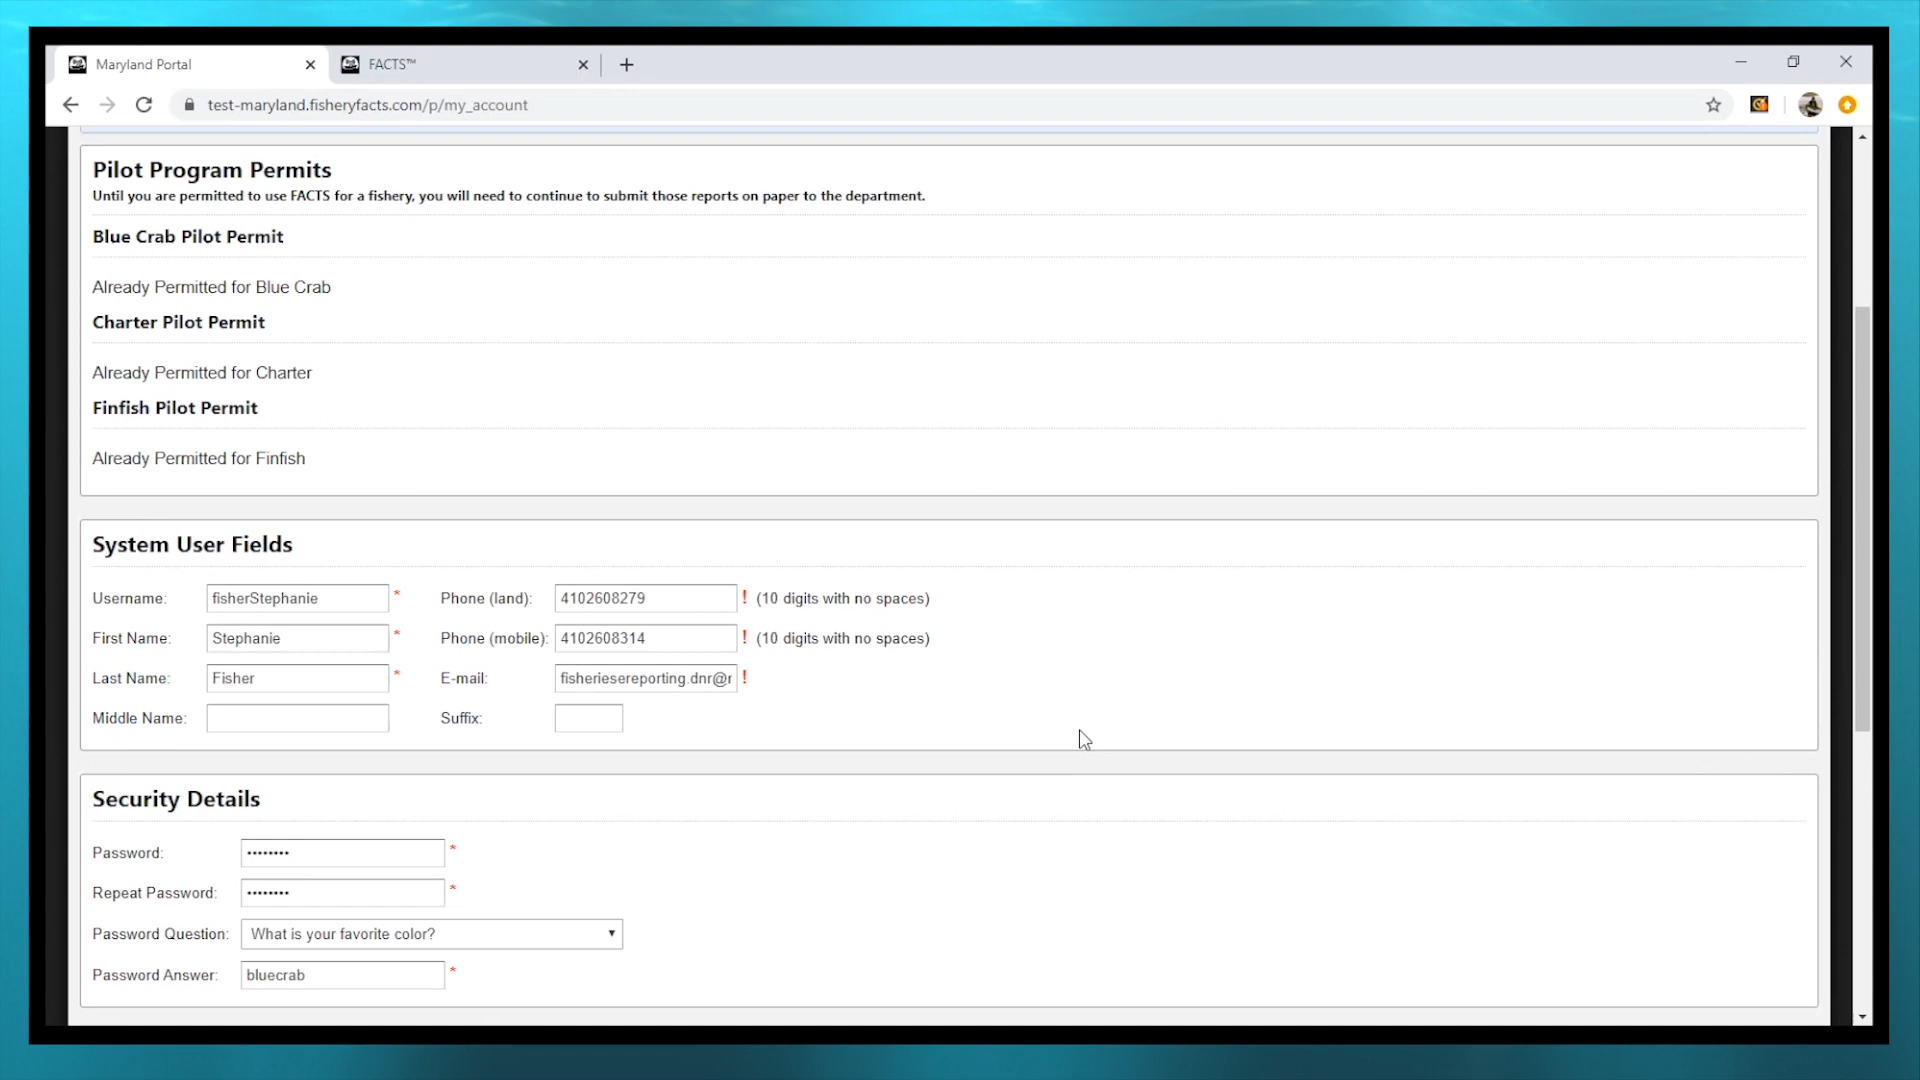 Maryland Portal
FACTS™
test-maryland.fisheryfacts.com/p/my_account
Pilot Program Permits
Until you are permitted to use FACTS for a fishery, you will need to continue to submit those reports on paper to the department.
Blue Crab Pilot Permit
Already Permitted for Blue Crab
Charter Pilot Permit
Already Permitted for Charter
Finfish Pilot Permit
Already Permitted for Finfish
System User Fields
Username: fisherStephanie * Phone (land): 4102608279 ! (10 digits with no spaces)
First Name: Stephanie * Phone (mobile): 4102608314 ! (10 digits with no spaces)
Last Name: Fisher * E-mail: fisheriesereporting.dnr@r !
Middle Name: Suffix:
Security Details
Password: •••••••• *
Repeat Password: •••••••• *
Password Question: What is your favorite color?
Password Answer: bluecrab *